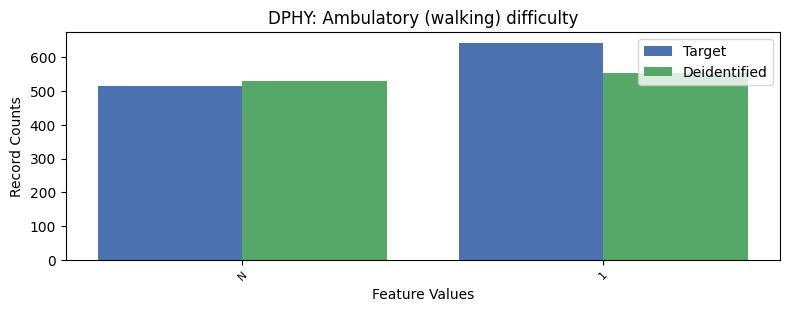 DPHY: Ambulatory (walking) difficulty
Target
Deidentified
600
500
400
300
200
100
0
Record Counts
N
1
Feature Values